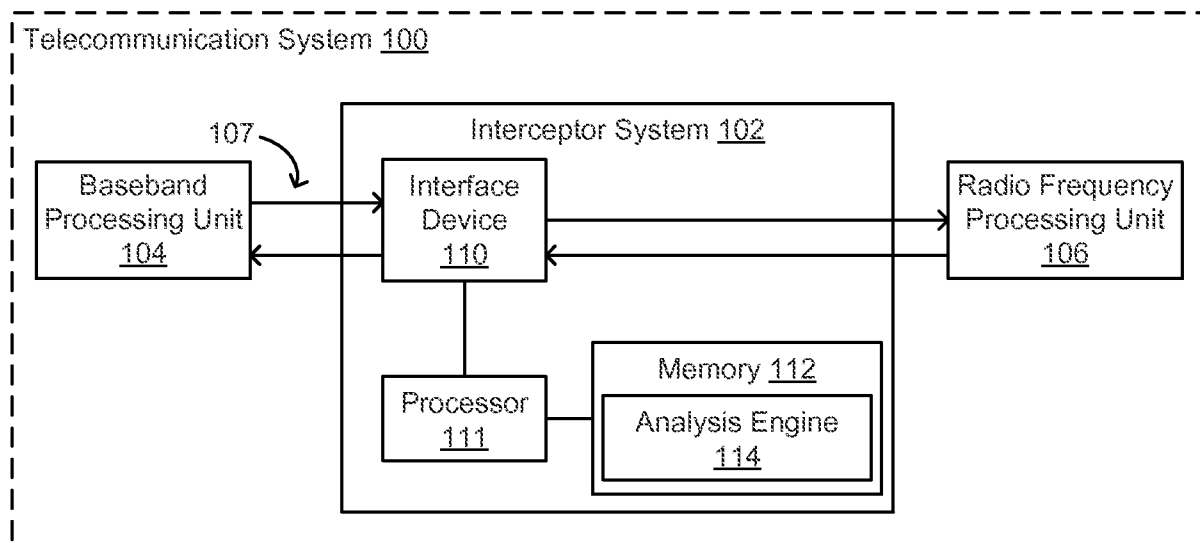 Telecommunication System 100
107
Interceptor System 102
Baseband
Processing Unit
104
Interface
Device
110
Radio Frequency
Processing Unit
106
Processor
111
Memory 112
Analysis Engine
114